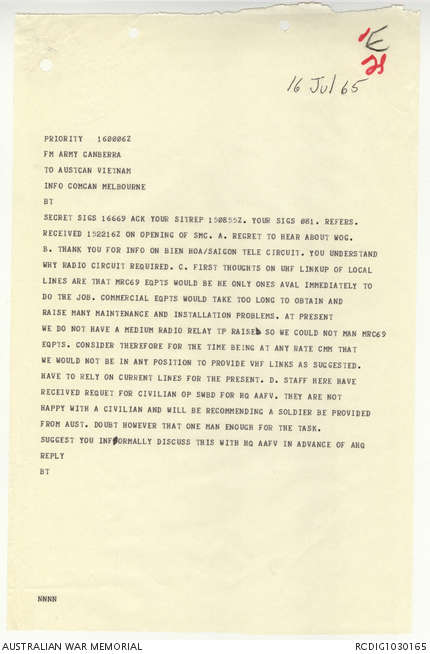 'E
21
16 Jul 65
PRIORITY 160006Z
FM ARMY CANBERRA
TO AUSTCAN VIETNAM
INFO COMCAN MELBOURNE
BT
SECRET SIGS 16669 ACK YOUR SITREP 150855Z. YOUR SIGS 081. REFERS.
RECEIVED 152216Z ON OPENING OF SMC. A. REGRET TO HEAR ABOUT WOG.
B. THANK YOU FOR INFO ON BIEN HOA/SAIGON TELE CIRCUIT. YOU UNDERSTAND
WHY RADIO CIRCUIT REQUIRED. C. FIRST THOUGHTS ON UHF LINKUP OF LOCAL
LINES ARE THAT MRC69 EQPTS WOULD BE HE ONLY ONES AVAL IMMEDIATELY TO
DO THE JOB. COMMERCIAL EQPTS WOULD TAKE TOO LONG TO OBTAIN AND
RAISE MANY MAINTENANCE AND INSTALLATION PROBLEMS. AT PRESENT
WE DO NOT HAVE A MEDIUM RADIO RELAY TP RAISED SO WE COULD NOT MAN MRC69
EQPTS. CONSIDER THEREFORE FOR THE TIME BEING AT ANY RATE CMM THAT
WE WOULD NOT BE IN ANY POSITION TO PROVIDE VHF LINKS AS SUGGESTED.
HAVE TO RELY ON CURRENT LINES FOR THE PRESENT. D. STAFF HERE HAVE
RECEIVED REQUET FOR CIVILIAN OP SWBD FOR HQ AAFV. THEY ARE NOT
HAPPY WITH A CIVILIAN AND WILL BE RECOMMENDING A SOLDIER BE PROVIDED
FROM AUST. DOUBT HOWEVER THAT ONE MAN ENOUGH FOR THE TASK.
SUGGEST YOU INFORMALLY DISCUSS THIS WITH HQ AAFV IN ADVANCE OF AHQ
REPLY
BT
NNNN
AUSTRALIAN WAR MEMORIAL
RCDIG1030165